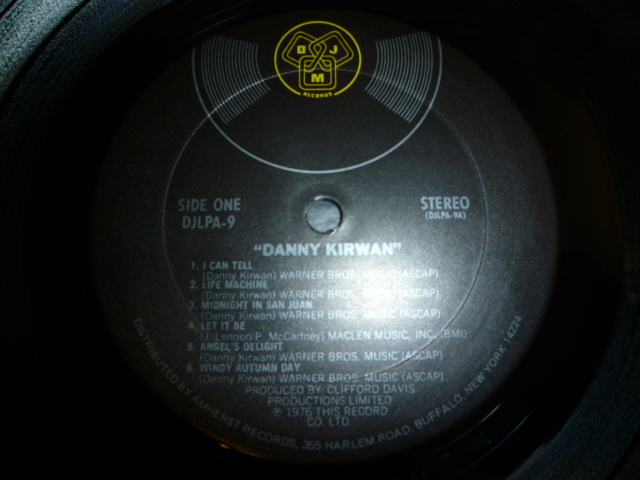 D J
M
RECORDS
SIDE ONE
DJLPA-9
STEREO
(DJLPA-9A)
"DANNY KIRWAN"
1. I CAN TELL
(Danny Kirwan) WARNER BROS. MUSIC (ASCAP)
2. LIFE MACHINE
(Danny Kirwan) WARNER BROS. MUSIC (ASCAP)
3. MIDNIGHT IN SAN JUAN
(Danny Kirwan) WARNER BROS. MUSIC (ASCAP)
4. LET IT BE
(J. Lennon-P. McCartney) MACLEN MUSIC, INC. (BMI)
5. ANGEL'S DELIGHT
(Danny Kirwan) WARNER BROS. MUSIC (ASCAP)
6. WINDY AUTUMN DAY
(Danny Kirwan) WARNER BROS. MUSIC (ASCAP)
PRODUCED BY: CLIFFORD DAVIS
PRODUCTIONS LIMITED
℗ 1976 THIS RECORD
CO. LTD.
DISTRIBUTED BY AMHERST RECORDS, 355 HARLEM ROAD, BUFFALO, NEW YORK 14224